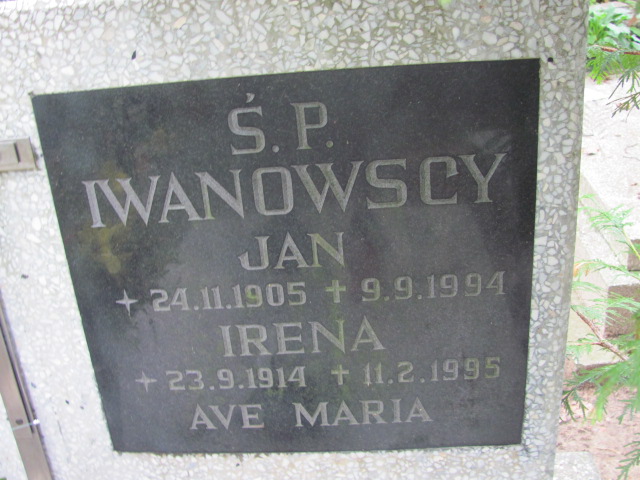 Ś.P.
IWANOWSCY
JAN
+ 24.11.1905 + 9.9.1994
IRENA
+ 23.9.1914 + 11.2.1995
AVE MARIA